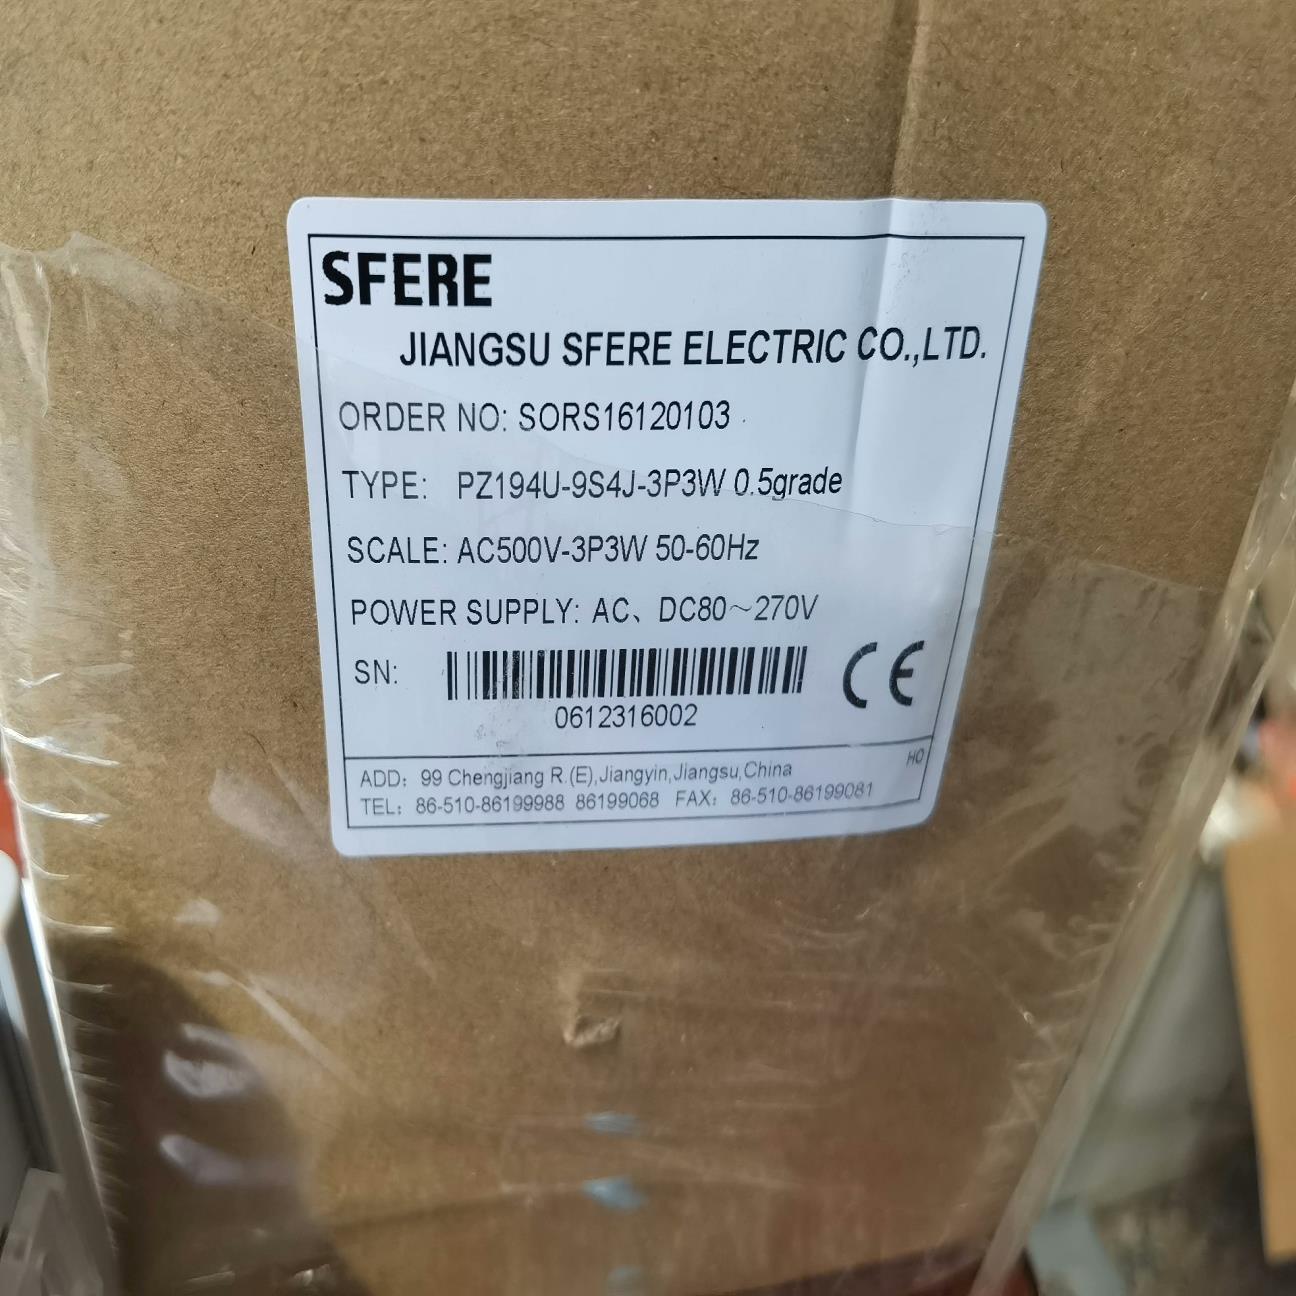 SFERE
JIANGSU SFERE ELECTRIC CO.,LTD.
ORDER NO: SORS16120103
TYPE: PZ194U-9S4J-3P3W 0.5grade
SCALE: AC500V-3P3W 50-60Hz
POWER SUPPLY: AC、DC80～270V
SN:
CE
0612316002
HQ
ADD: 99 Chengjiang R.(E),Jiangyin,Jiangsu,China
TEL: 86-510-86199988 86199068 FAX: 86-510-86199081